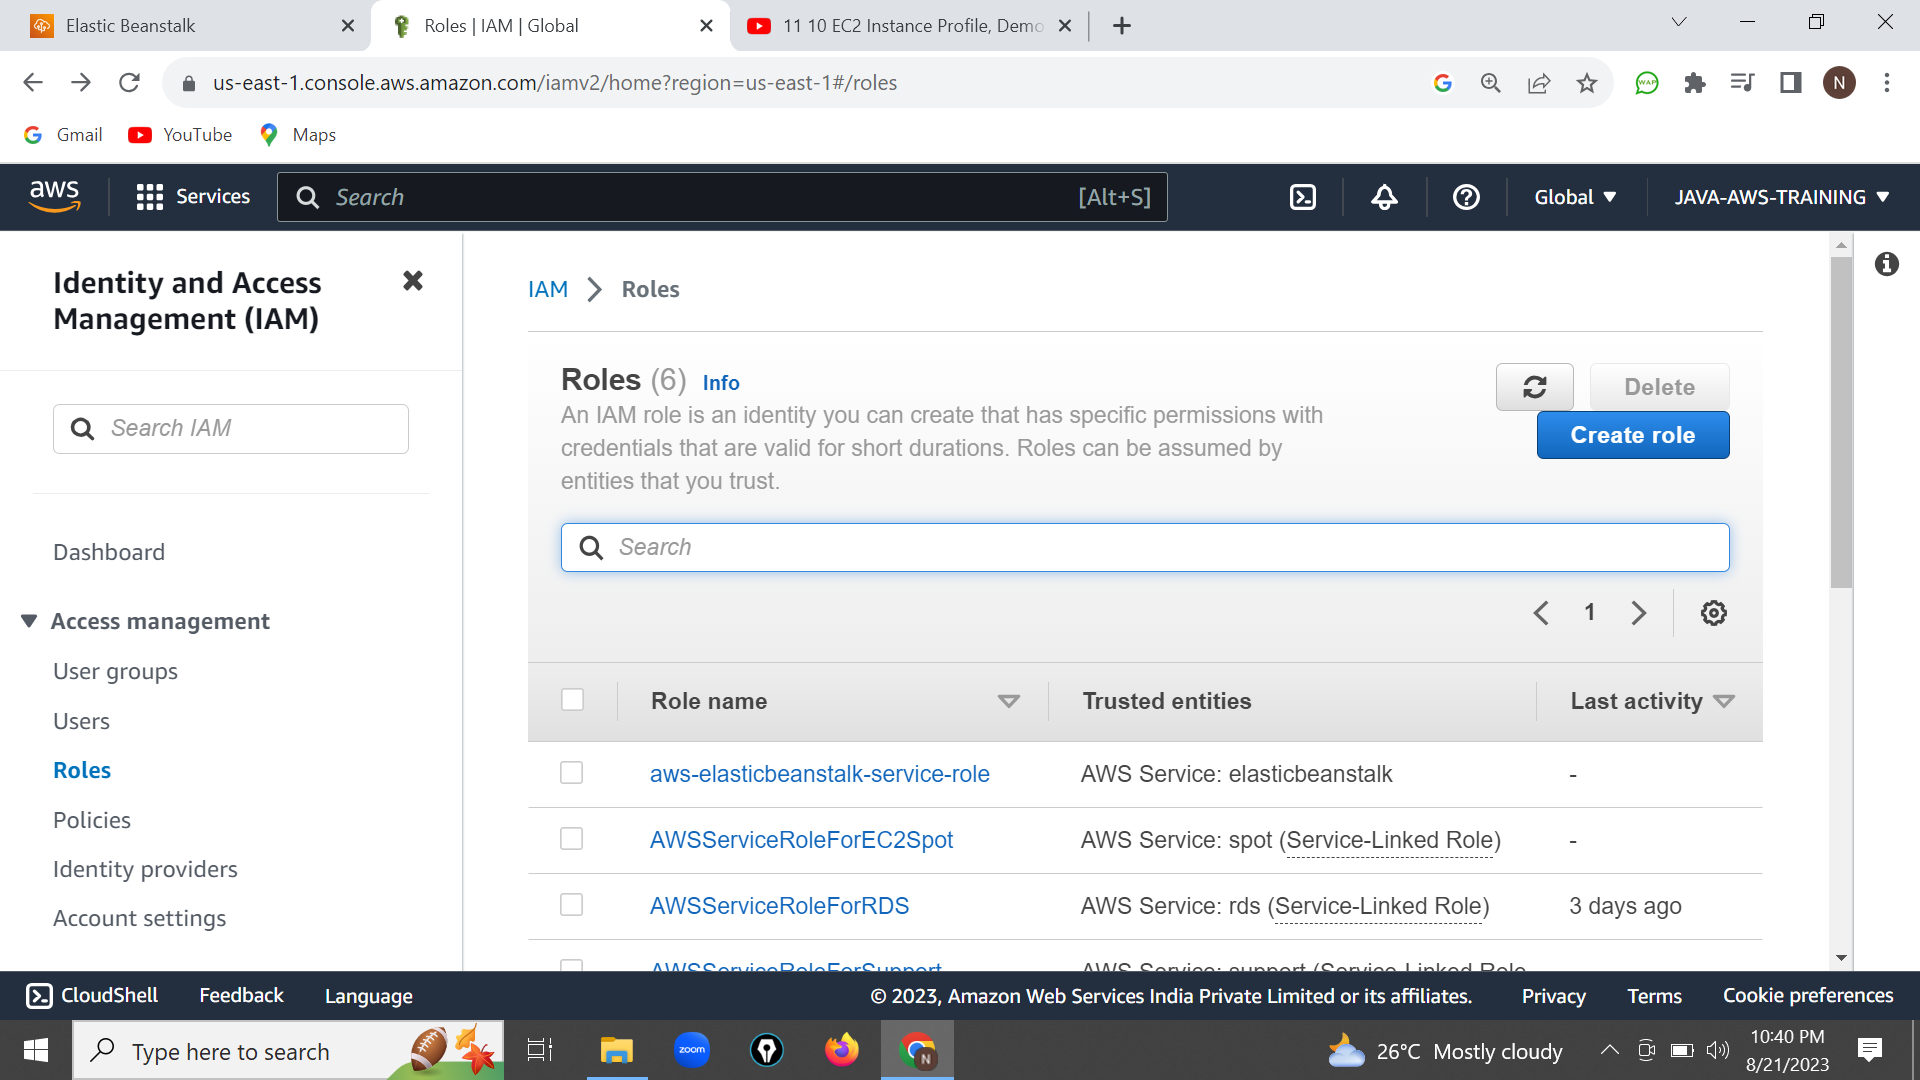 Elastic Beanstalk
Roles | IAM | Global
11 10 EC2 Instance Profile, Demo
us-east-1.console.aws.amazon.com/iamv2/home?region=us-east-1#/roles
N
Gmail
YouTube
Maps
aws
Services
Search
[Alt+S]
Global
JAVA-AWS-TRAINING
Identity and Access
Management (IAM)
Search IAM
Dashboard
Access management
User groups
Users
Roles
Policies
Identity providers
Account settings
IAM > Roles
Roles (6) Info
An IAM role is an identity you can create that has specific permissions with
credentials that are valid for short durations. Roles can be assumed by
entities that you trust.
Delete
Create role
Search
1
Role name Trusted entities Last activity
aws-elasticbeanstalk-service-role AWS Service: elasticbeanstalk -
AWSServiceRoleForEC2Spot AWS Service: spot (Service-Linked Role) -
AWSServiceRoleForRDS AWS Service: rds (Service-Linked Role) 3 days ago
AWSServiceRoleForSupport AWS Service: support (Service-Linked Role
CloudShell Feedback Language © 2023, Amazon Web Services India Private Limited or its affiliates. Privacy Terms Cookie preferences
Type here to search
zoom
N
26°C Mostly cloudy
10:40 PM
8/21/2023